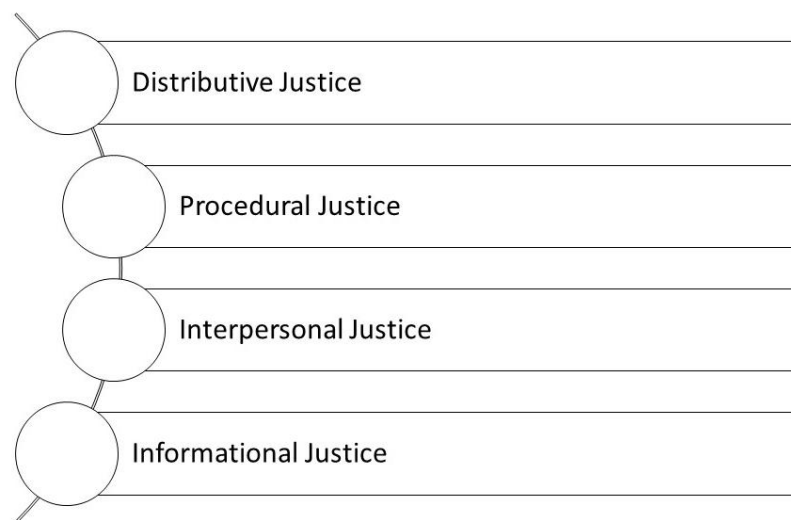 Distributive Justice
Procedural Justice
Interpersonal Justice
Informational Justice